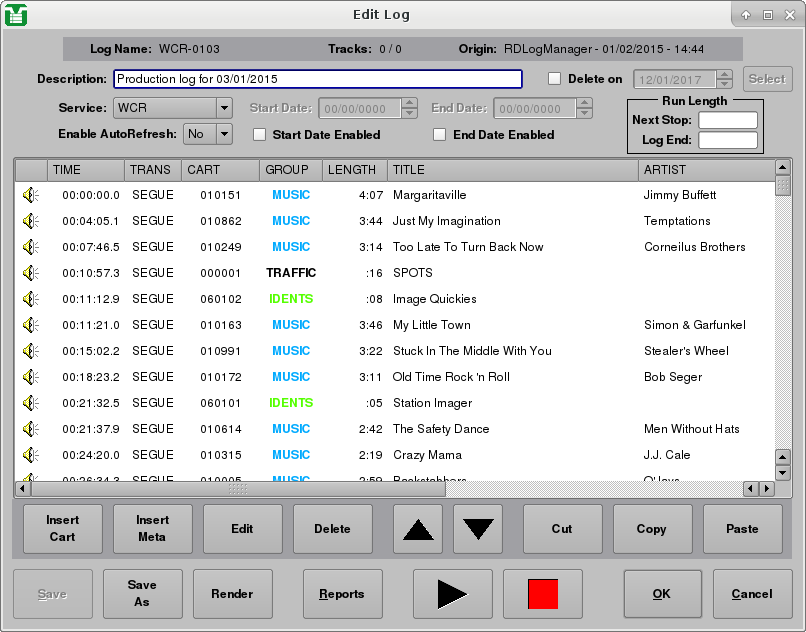 Edit Log
Log Name: WCR-0103 Tracks: 0 / 0 Origin: RDLogManager - 01/02/2015 - 14:44
Description: Production log for 03/01/2015 Delete on 12/01/2017 Select
Service: WCR Start Date: 00/00/0000 End Date: 00/00/0000
Run Length
Next Stop:
Enable AutoRefresh: No Start Date Enabled End Date Enabled
Log End:
TIME TRANS CART GROUP LENGTH TITLE ARTIST
00:00:00.0 SEGUE 010151 MUSIC 4:07 Margaritaville Jimmy Buffett
00:04:05.1 SEGUE 010862 MUSIC 3:44 Just My Imagination Temptations
00:07:46.5 SEGUE 010249 MUSIC 3:14 Too Late To Turn Back Now Corneilus Brothers
00:10:57.3 SEGUE 000001 TRAFFIC :16 SPOTS
00:11:12.9 SEGUE 060102 IDENTS :08 Image Quickies
00:11:21.0 SEGUE 010163 MUSIC 3:46 My Little Town Simon & Garfunkel
00:15:02.2 SEGUE 010991 MUSIC 3:22 Stuck In The Middle With You Stealer's Wheel
00:18:23.2 SEGUE 010172 MUSIC 3:11 Old Time Rock 'n Roll Bob Seger
00:21:32.5 SEGUE 060101 IDENTS :05 Station Imager
00:21:37.9 SEGUE 010614 MUSIC 2:42 The Safety Dance Men Without Hats
00:24:20.0 SEGUE 010315 MUSIC 2:19 Crazy Mama J.J. Cale
00:26:34.3 SEGUE 010005 MUSIC 2:59 Backstabbers O'Jays
Insert Cart Insert Meta Edit Delete Cut Copy Paste
Save Save As Render Reports OK Cancel